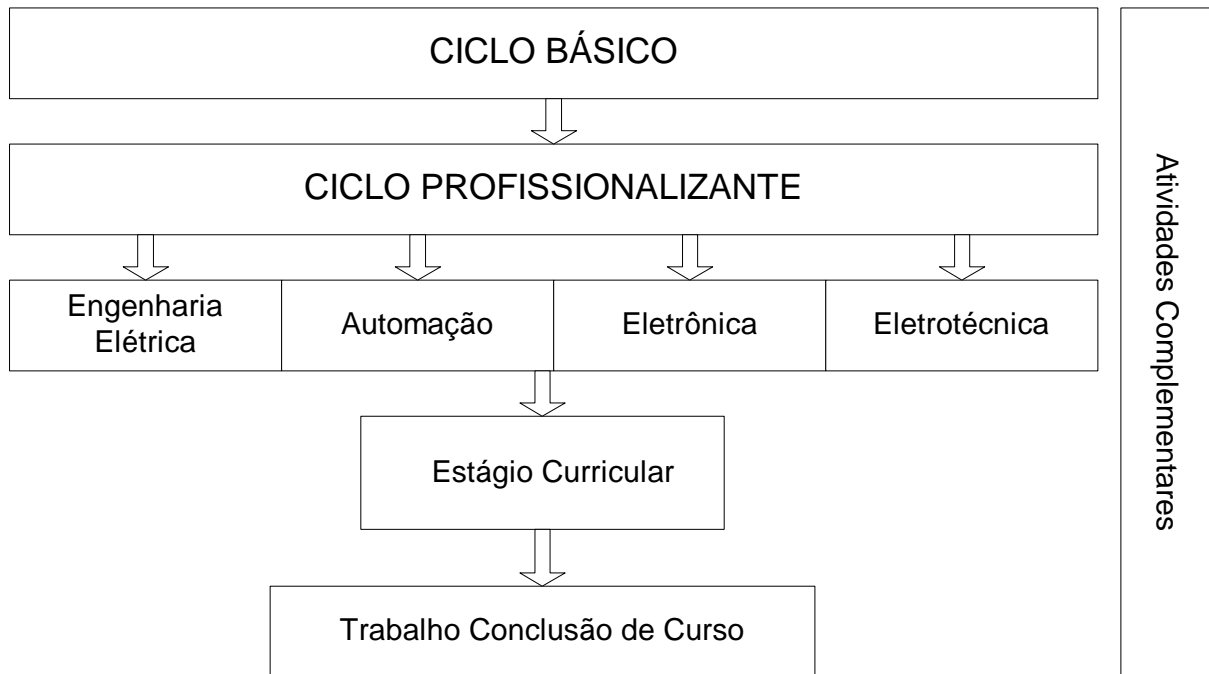 CICLO BÁSICO
CICLO PROFISSIONALIZANTE
Engenharia
Elétrica
Automação
Eletrônica
Eletrotécnica
Estágio Curricular
Trabalho Conclusão de Curso
Atividades Complementares